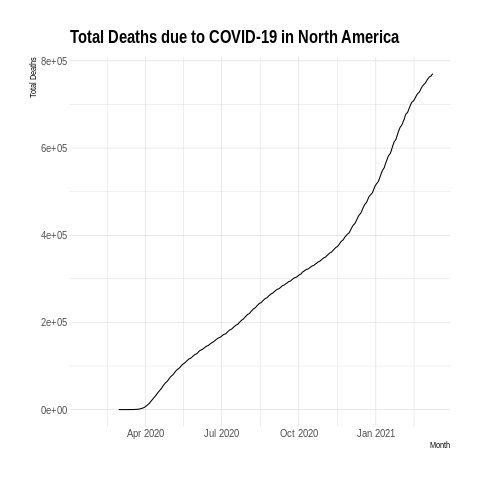 Total Deaths due to COVID-19 in North America
Total Deaths
8e+05
6e+05
4e+05
2e+05
0e+00
Apr 2020
Jul 2020
Oct 2020
Jan 2021
Month